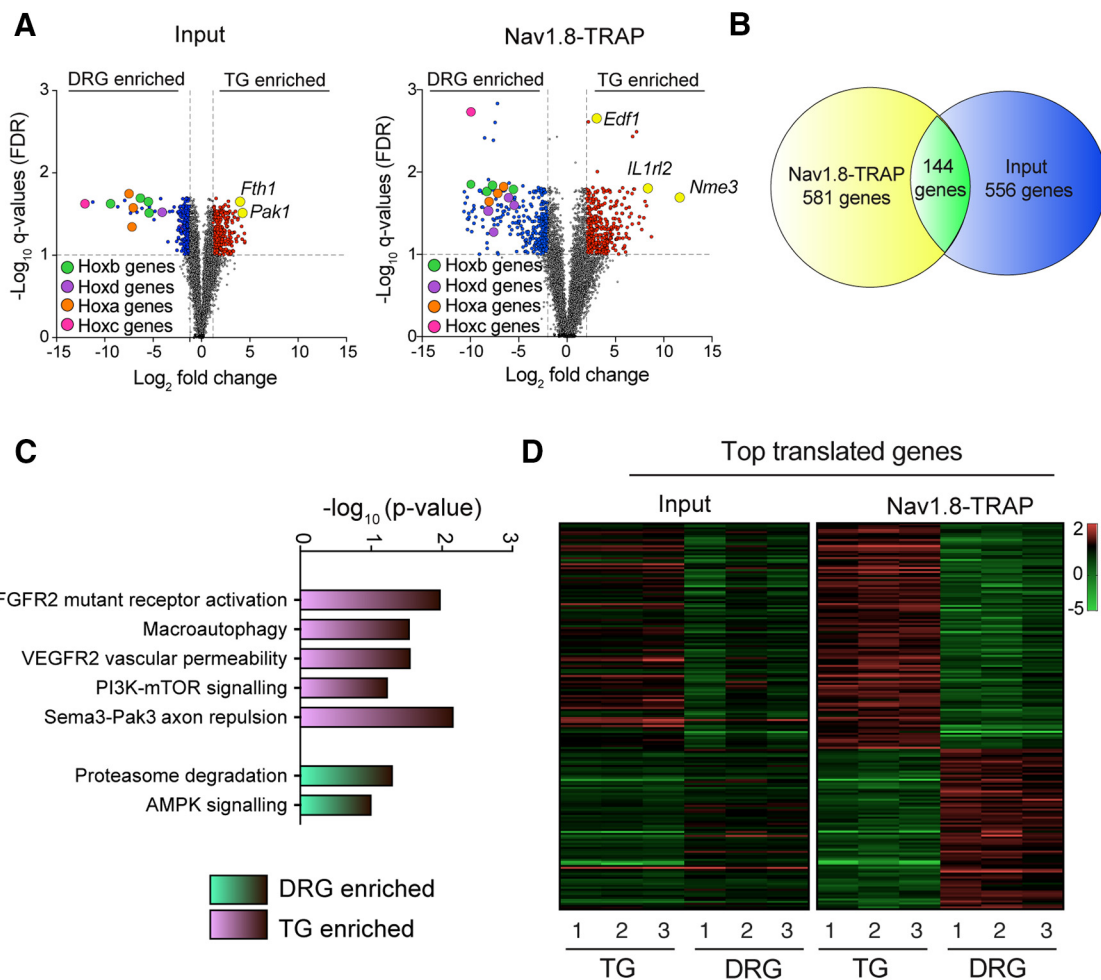 A
Input
DRG enriched
TG enriched
3
2
1
0
-Log10 q-values (FDR)
Fth1
Pak1
Hoxb genes
Hoxd genes
Hoxa genes
Hoxc genes
-15
-10
-5
0
5
10
15
Log2 fold change
Nav1.8-TRAP
DRG enriched
TG enriched
3
2
1
0
-Log10 q-values (FDR)
Edf1
IL1rl2
Nme3
Hoxb genes
Hoxd genes
Hoxa genes
Hoxc genes
-15
-10
-5
0
5
10
15
Log2 fold change
B
Nav1.8-TRAP
581 genes
144
genes
Input
556 genes
C
-log10 (p-value)
0
1
2
3
FGFR2 mutant receptor activation
Macroautophagy
VEGFR2 vascular permeability
PI3K-mTOR signalling
Sema3-Pak3 axon repulsion
Proteasome degradation
AMPK signalling
DRG enriched
TG enriched
D
Top translated genes
Input
Nav1.8-TRAP
2
0
-5
1 2 3 1 2 3
TG DRG
1 2 3 1 2 3
TG DRG